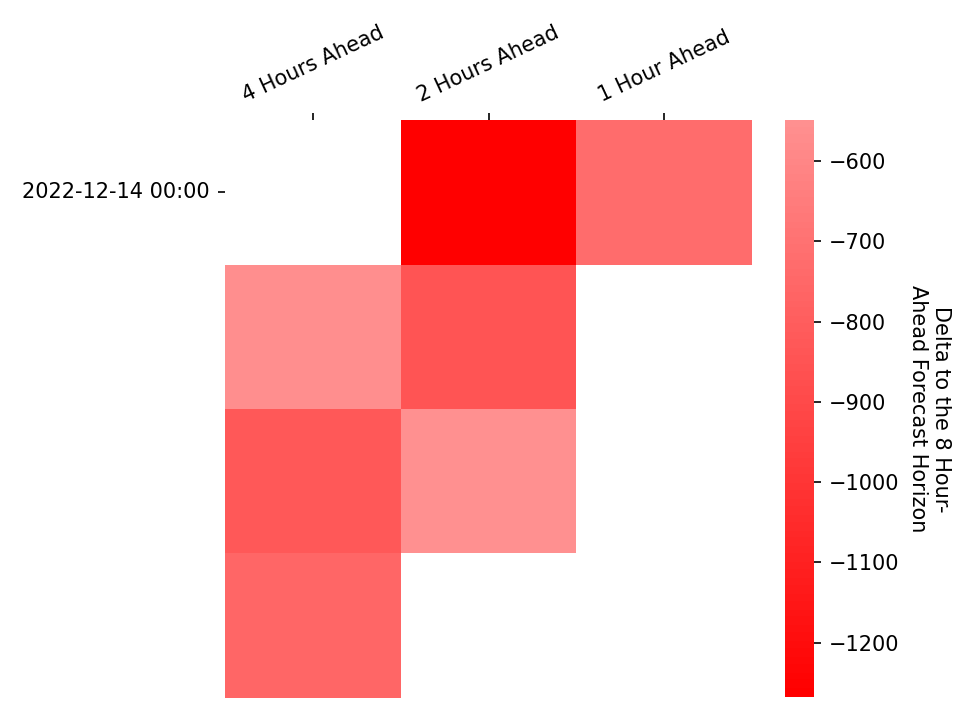 4 Hours Ahead
2 Hours Ahead
1 Hour Ahead
2022-12-14 00:00
−600
−700
−800
−900
−1000
−1100
−1200
Delta to the 8 Hour-
Ahead Forecast Horizon